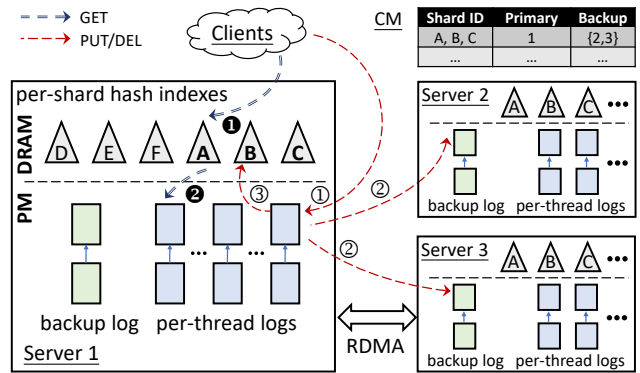 GET
PUT/DEL
Clients
CM
Shard ID Primary Backup
A, B, C 1 {2,3}
... ... ...
per-shard hash indexes
DRAM
D E F A B C
❶
PM
❷ ③ ①
... ...
backup log per-thread logs
Server 1
②
②
RDMA
Server 2
A B C •••
•••
backup log per-thread logs
Server 3
A B C •••
•••
backup log per-thread logs